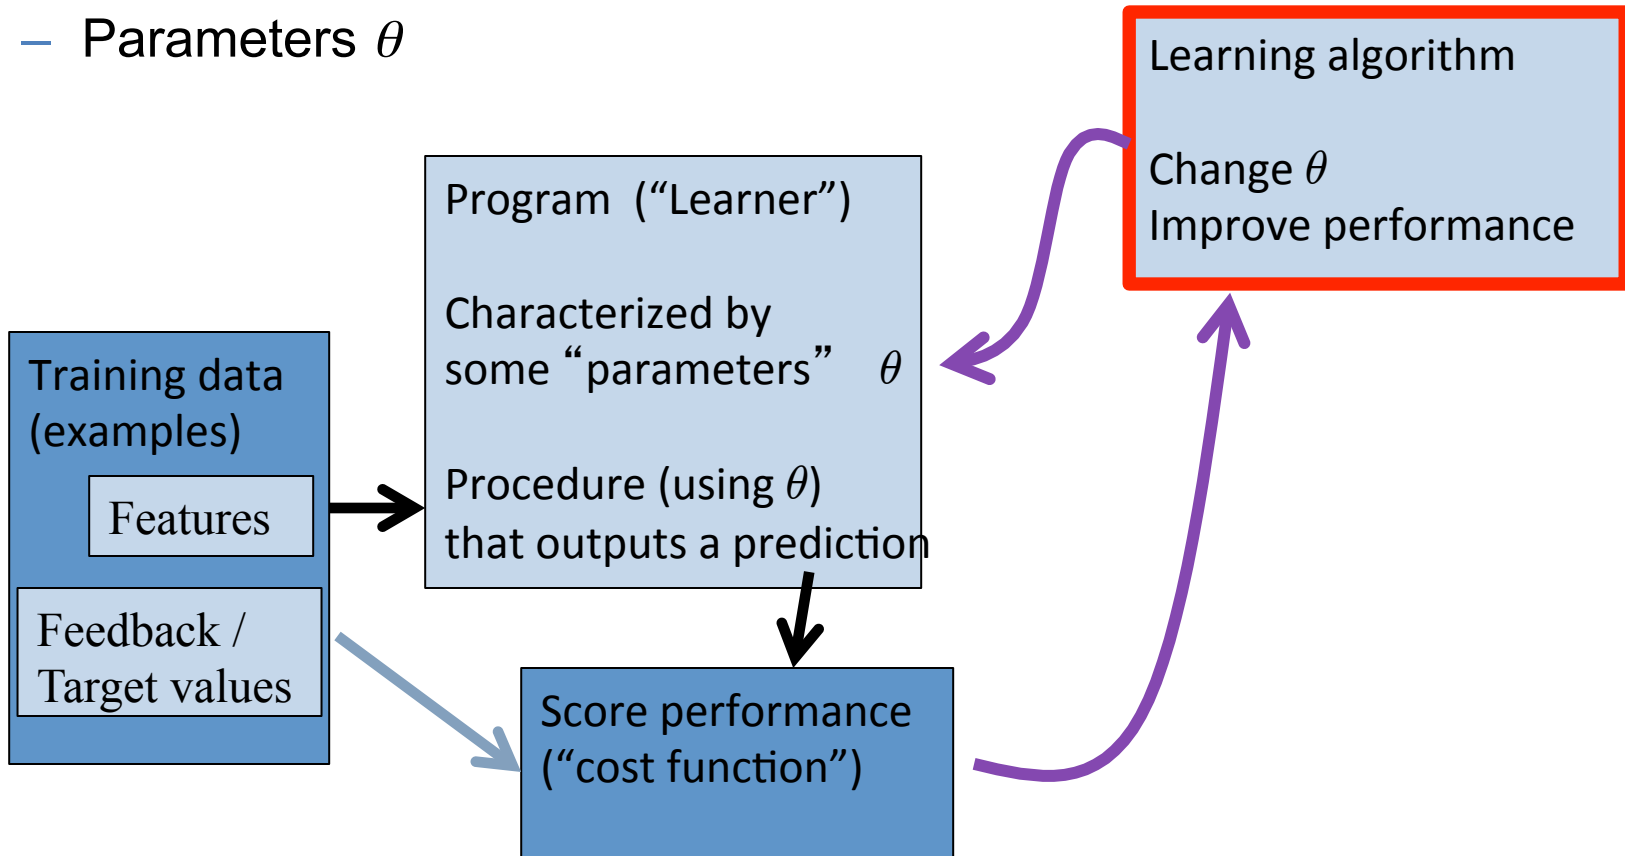 – Parameters θ
Learning algorithm
Change θ
Improve performance
Program (“Learner”)
Characterized by
some “parameters” θ
Procedure (using θ)
that outputs a prediction
Training data
(examples)
Features
Feedback /
Target values
Score performance
(“cost function”)